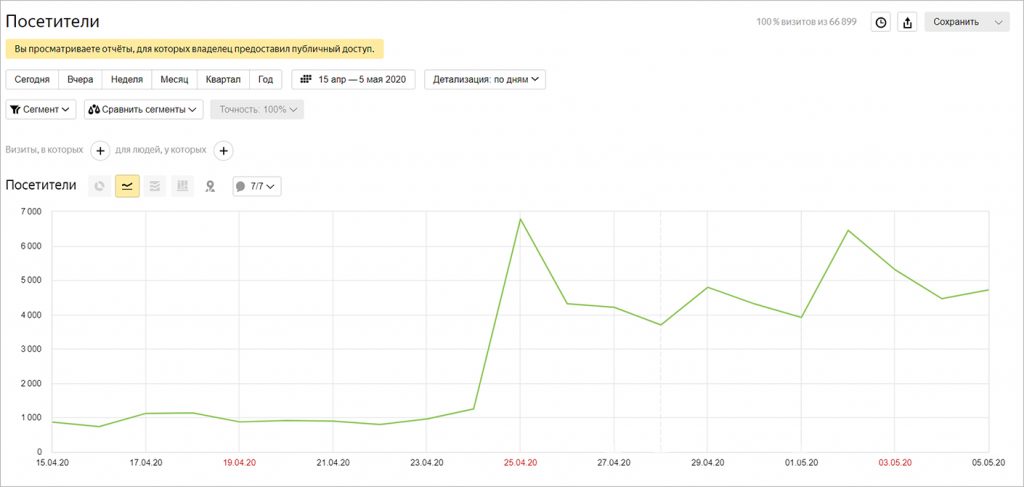 Посетители
100 % визитов из 66 899
Сохранить
Вы просматриваете отчёты, для которых владелец предоставил публичный доступ.
Сегодня Вчера Неделя Месяц Квартал Год 15 апр — 5 мая 2020 Детализация: по дням
Сегмент Сравнить сегменты Точность: 100%
Визиты, в которых + для людей, у которых +
Посетители 7/7
7 000
6 000
5 000
4 000
3 000
2 000
1 000
0
15.04.20 17.04.20 19.04.20 21.04.20 23.04.20 25.04.20 27.04.20 29.04.20 01.05.20 03.05.20 05.05.20